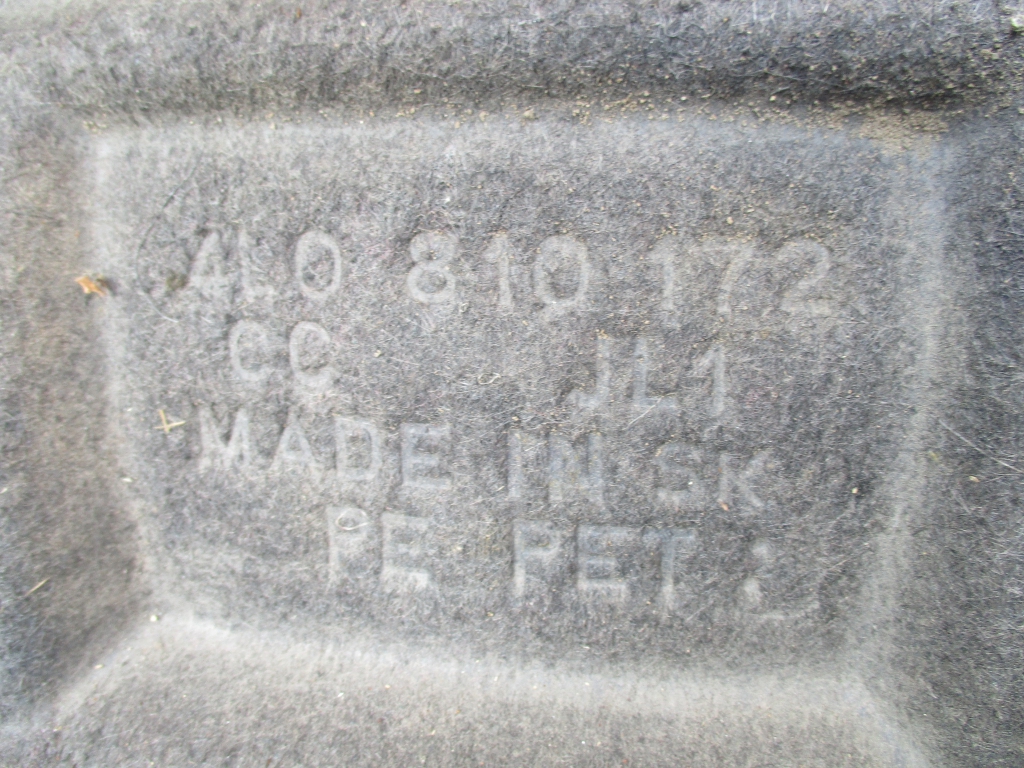 4L0 810 172
CC JL1
MADE IN SK
PE PET